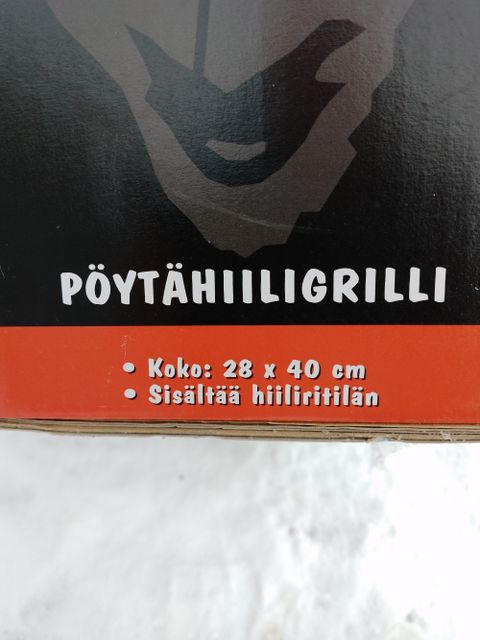 PÖYTÄHIILIGRILLI
• Koko: 28 x 40 cm
• Sisältää hiiliritilän